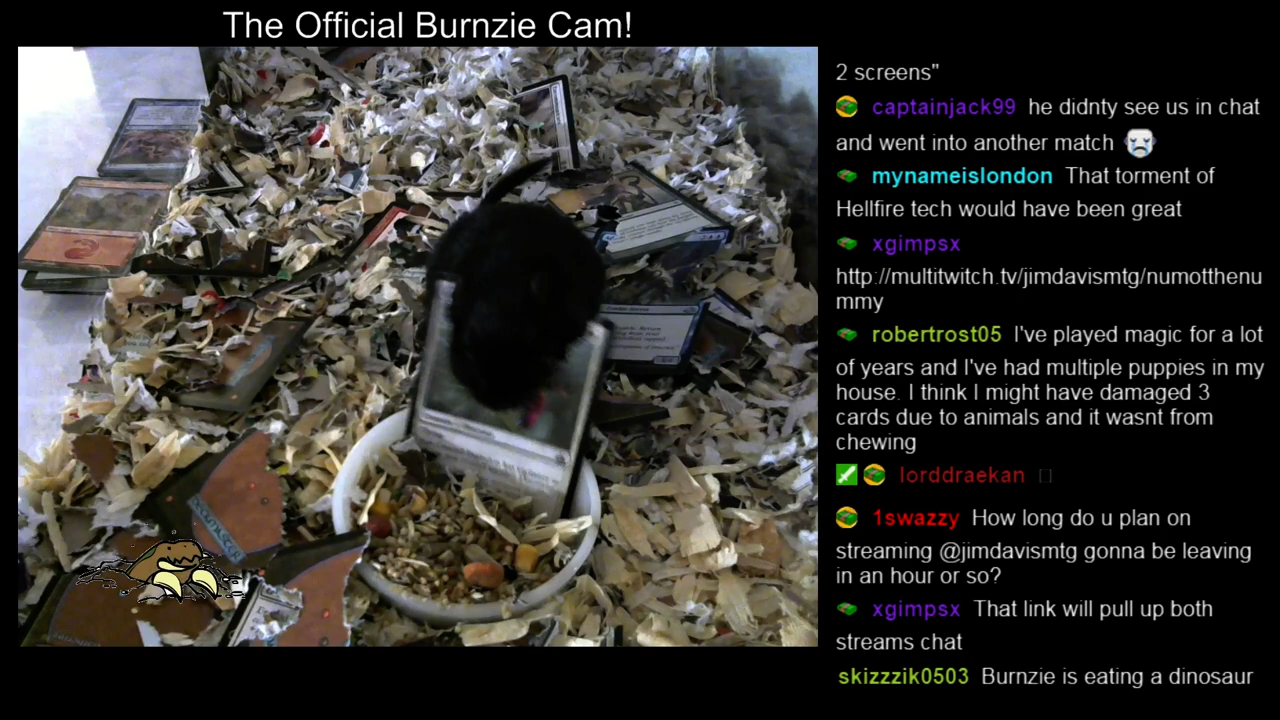 The Official Burnzie Cam!
2 screens"
captainjack99 he didnty see us in chat
and went into another match
mynameislondon That torment of
Hellfire tech would have been great
xgimpsx
http://multitwitch.tv/jimdavismtg/numotthenu
mmy
robertrost05 I've played magic for a lot
of years and I've had multiple puppies in my
house. I think I might have damaged 3
cards due to animals and it wasnt from
chewing
lorddraekan
1swazzy How long do u plan on
streaming @jimdavismtg gonna be leaving
in an hour or so?
xgimpsx That link will pull up both
streams chat
skizzzik0503 Burnzie is eating a dinosaur